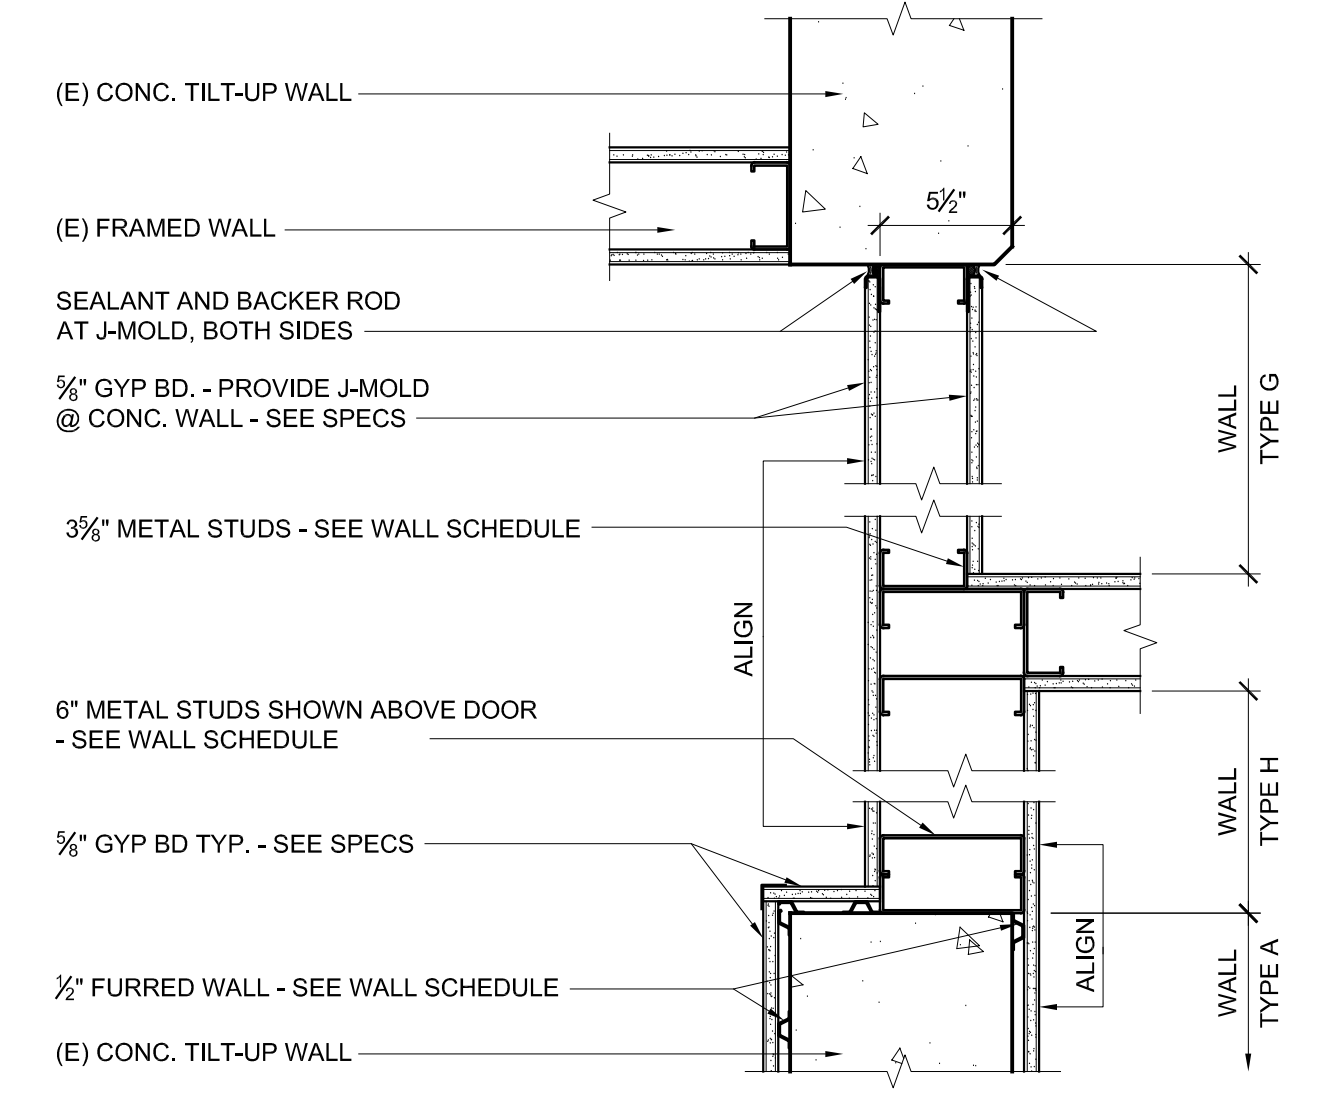 (E) CONC. TILT-UP WALL
5½"
(E) FRAMED WALL
SEALANT AND BACKER ROD
AT J-MOLD, BOTH SIDES
⅝" GYP BD. - PROVIDE J-MOLD
@ CONC. WALL - SEE SPECS
WALL
TYPE G
3⅝" METAL STUDS - SEE WALL SCHEDULE
ALIGN
6" METAL STUDS SHOWN ABOVE DOOR
- SEE WALL SCHEDULE
WALL
TYPE H
⅝" GYP BD TYP. - SEE SPECS
ALIGN
WALL
TYPE A
½" FURRED WALL - SEE WALL SCHEDULE
(E) CONC. TILT-UP WALL